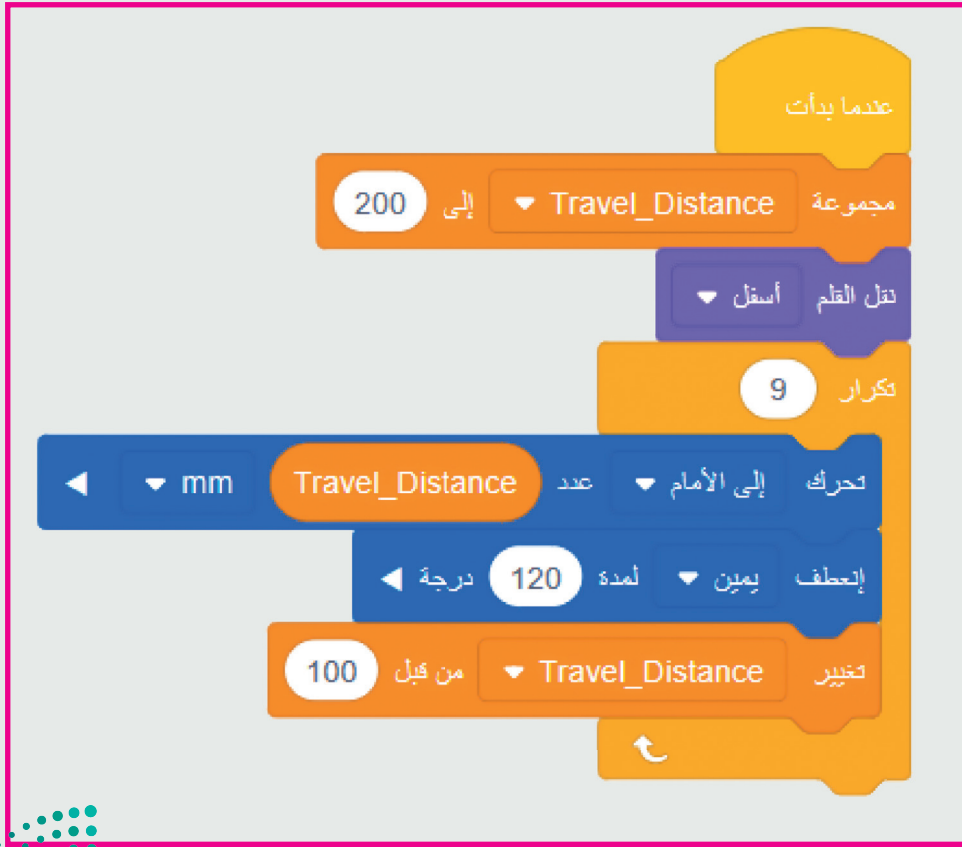 عندما بدأت
مجموعة Travel_Distance إلى 200
نقل القلم أسفل
تكرار 9
تحرك إلى الأمام عدد Travel_Distance mm
إنعطف يمين لمدة 120 درجة
تغيير Travel_Distance من قبل 100